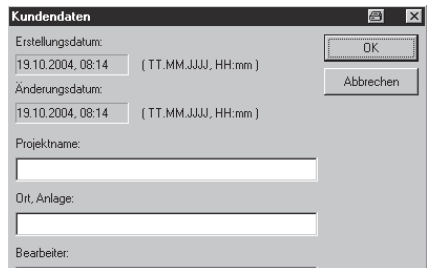 Kundendaten
Erstellungsdatum:
19.10.2004, 08:14 (TT.MM.JJJJ, HH:mm)
Änderungsdatum:
19.10.2004, 08:14 (TT.MM.JJJJ, HH:mm)
Projektname:
Ort, Anlage:
Bearbeiter:
OK
Abbrechen